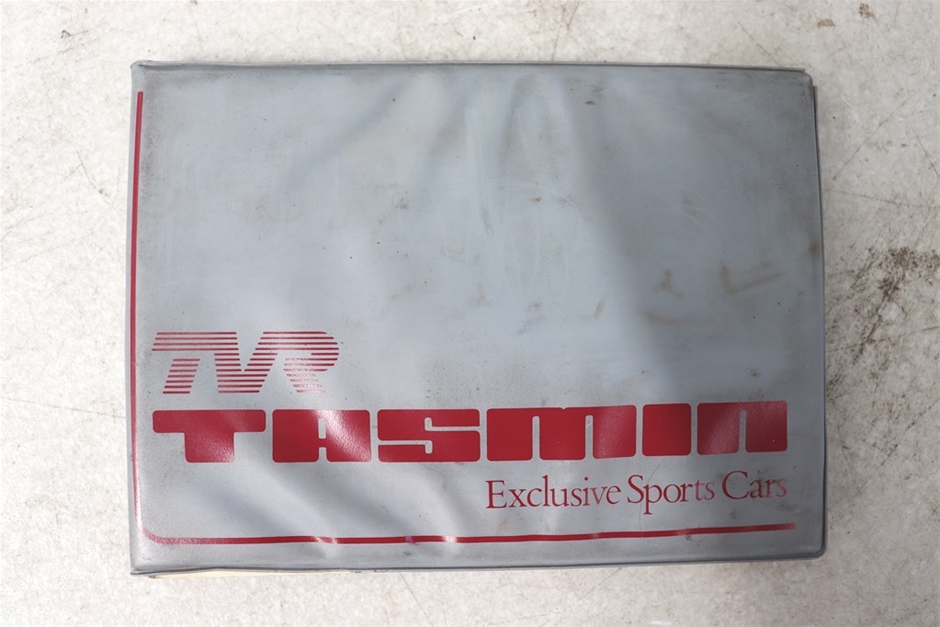 TVR
TASMIN
Exclusive Sports Cars